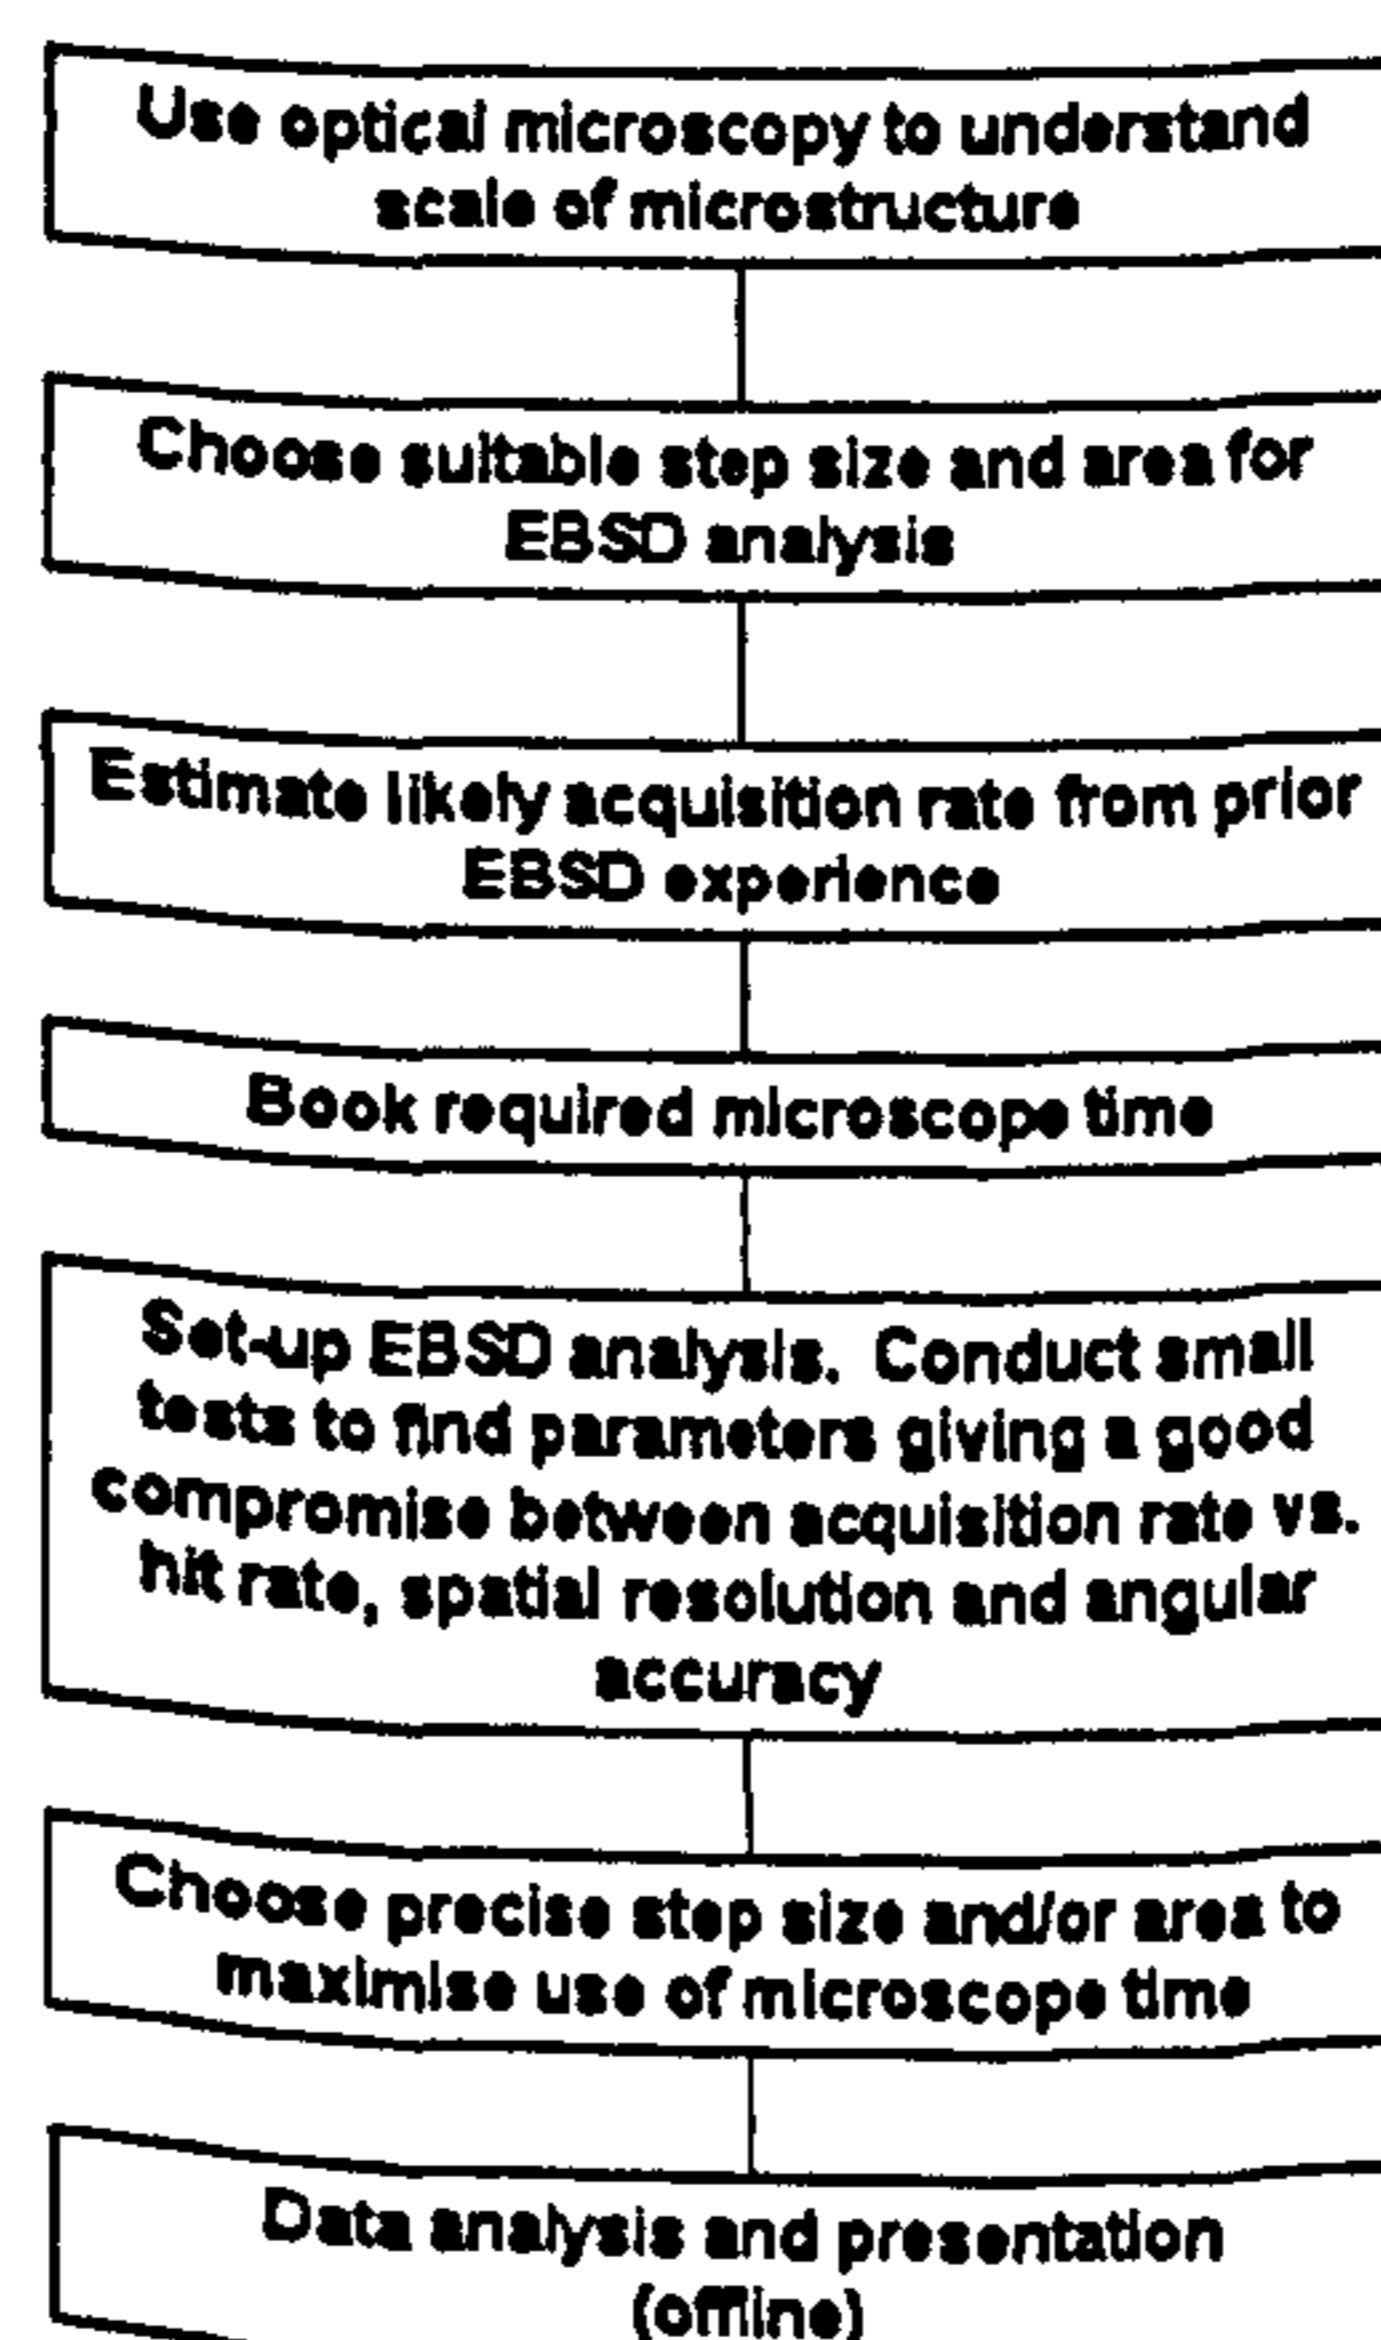 Use optical microscopy to understand
scale of microstructure
Choose suitable step size and area for
EBSD analysis
Estimate likely acquisition rate from prior
EBSD experience
Book required microscope time
Set-up EBSD analysis. Conduct small
tests to find parameters giving a good
compromise between acquisition rate vs.
hit rate, spatial resolution and angular
accuracy
Choose precise step size and/or area to
maximise use of microscope time
Data analysis and presentation
(offline)